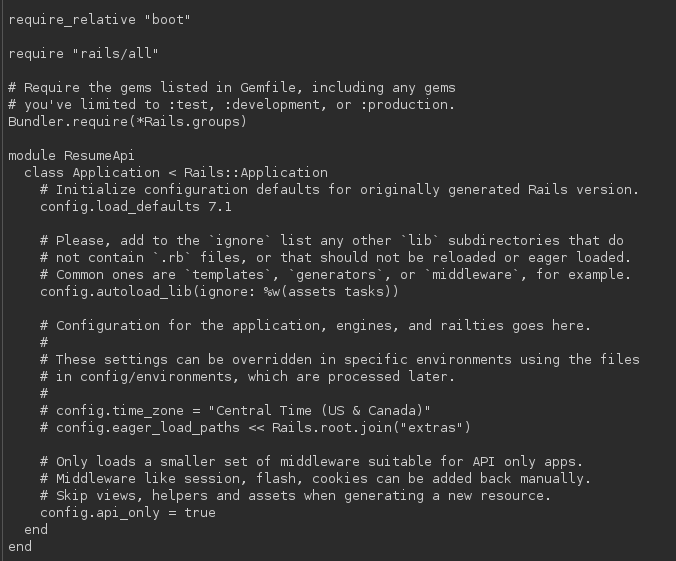 require_relative "boot"

require "rails/all"

# Require the gems listed in Gemfile, including any gems
# you've limited to :test, :development, or :production.
Bundler.require(*Rails.groups)

module ResumeApi
  class Application < Rails::Application
    # Initialize configuration defaults for originally generated Rails version.
    config.load_defaults 7.1

    # Please, add to the `ignore` list any other `lib` subdirectories that do
    # not contain `.rb` files, or that should not be reloaded or eager loaded.
    # Common ones are `templates`, `generators`, or `middleware`, for example.
    config.autoload_lib(ignore: %w(assets tasks))

    # Configuration for the application, engines, and railties goes here.
    #
    # These settings can be overridden in specific environments using the files
    # in config/environments, which are processed later.
    #
    # config.time_zone = "Central Time (US & Canada)"
    # config.eager_load_paths << Rails.root.join("extras")

    # Only loads a smaller set of middleware suitable for API only apps.
    # Middleware like session, flash, cookies can be added back manually.
    # Skip views, helpers and assets when generating a new resource.
    config.api_only = true
  end
end